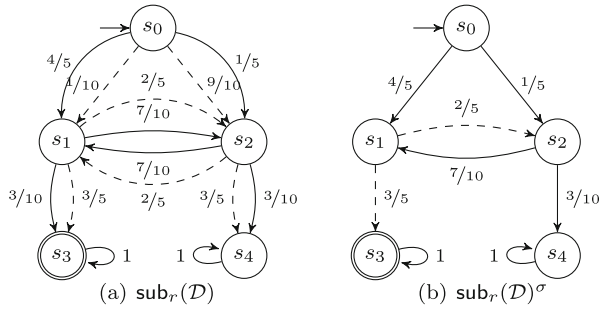 s0 s0
4/5 1/10 9/10 1/5 4/5 1/5
2/5 2/5
7/10
s1 s2 s1 s2
7/10 7/10
2/5
3/10 3/5 3/5 3/10 3/5 3/10
s3 1 1 s4 s3 1 1 s4
(a) sub_r(𝒟) (b) sub_r(𝒟)^σ